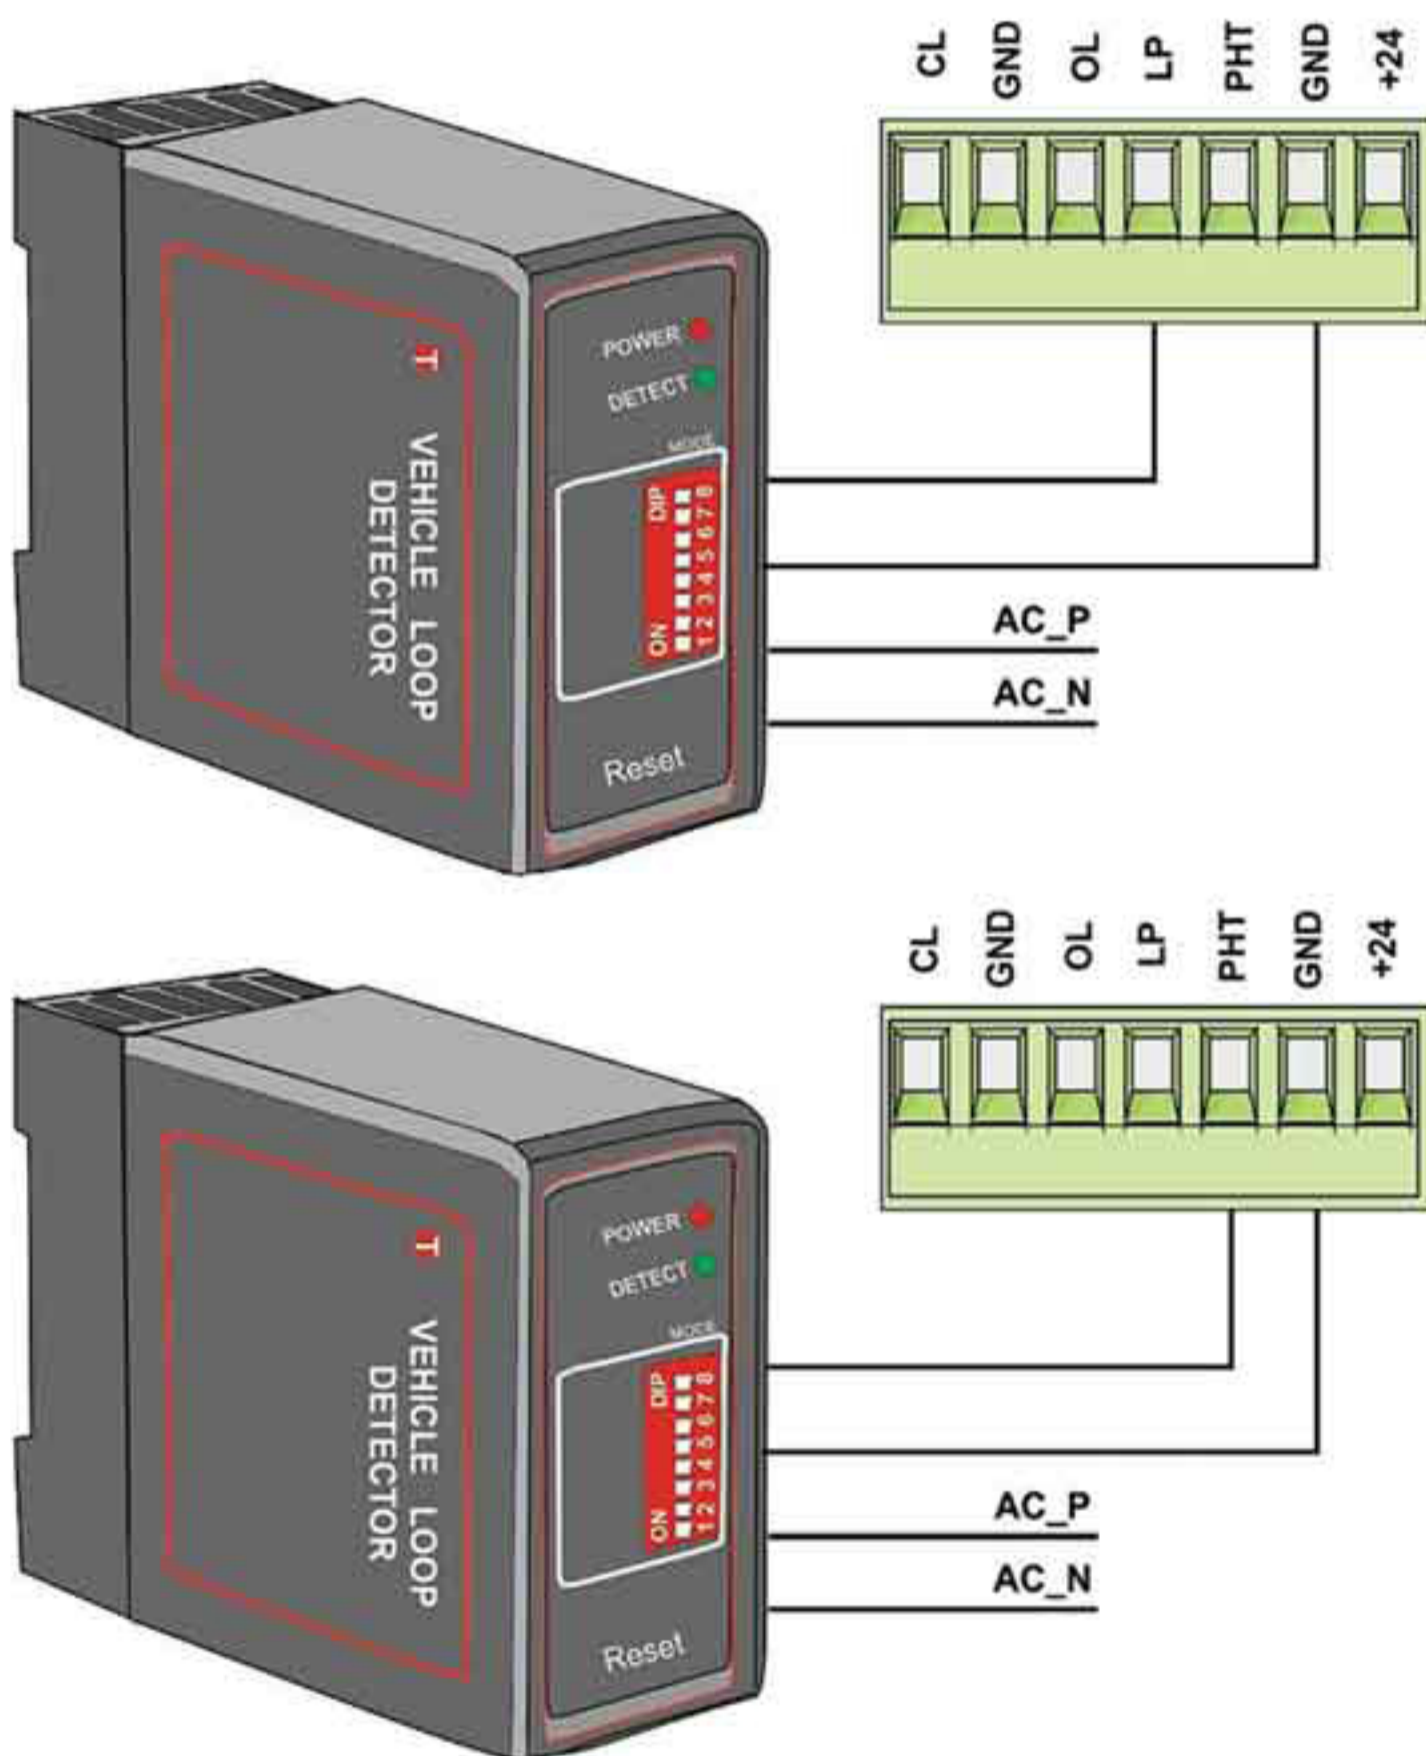 CL GND OL LP PHT GND +24
POWER
DETECT
MODE
ON DIP
1 2 3 4 5 6 7 8
Reset
T VEHICLE LOOP
DETECTOR
AC_P
AC_N
CL GND OL LP PHT GND +24
POWER
DETECT
MODE
ON DIP
1 2 3 4 5 6 7 8
Reset
T VEHICLE LOOP
DETECTOR
AC_P
AC_N